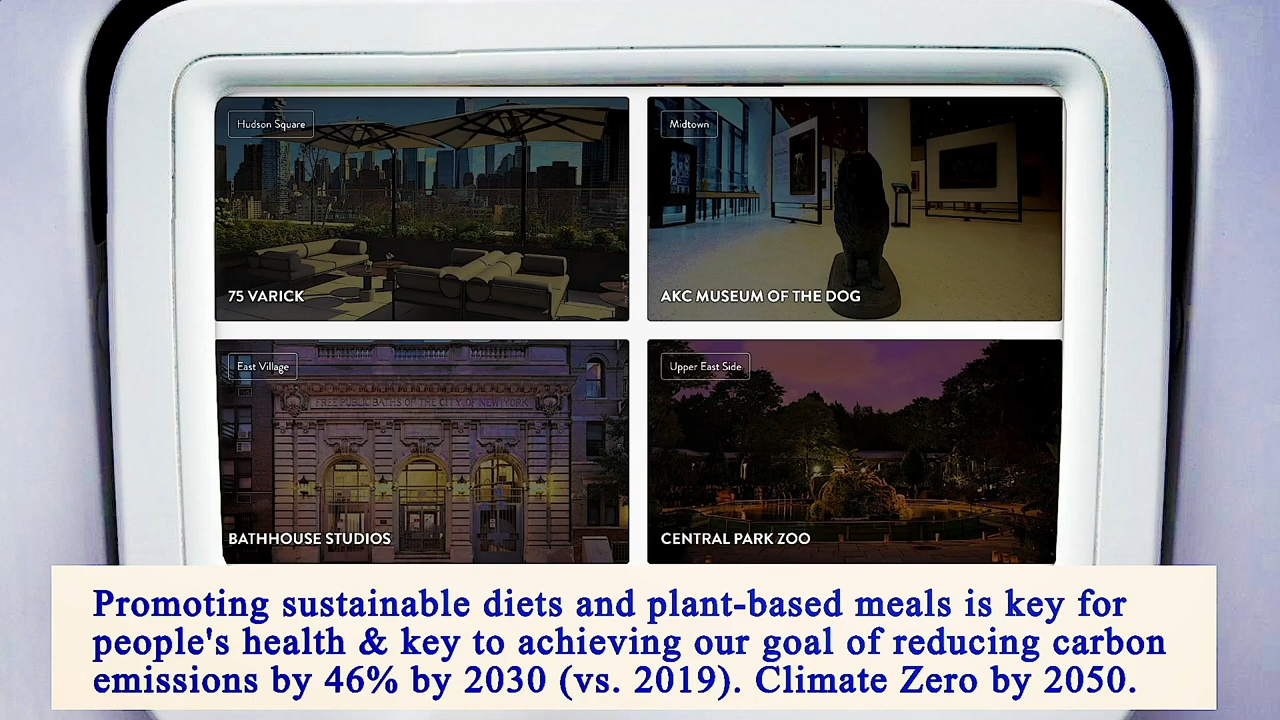 Hudson Square
75 VARICK
Midtown
AKC MUSEUM OF THE DOG
East Village
FREE PUBLIC BATHS OF THE CITY OF NEW YORK
BATHHOUSE STUDIOS
Upper East Side
CENTRAL PARK ZOO
Promoting sustainable diets and plant-based meals is key for
people's health & key to achieving our goal of reducing carbon
emissions by 46% by 2030 (vs. 2019). Climate Zero by 2050.